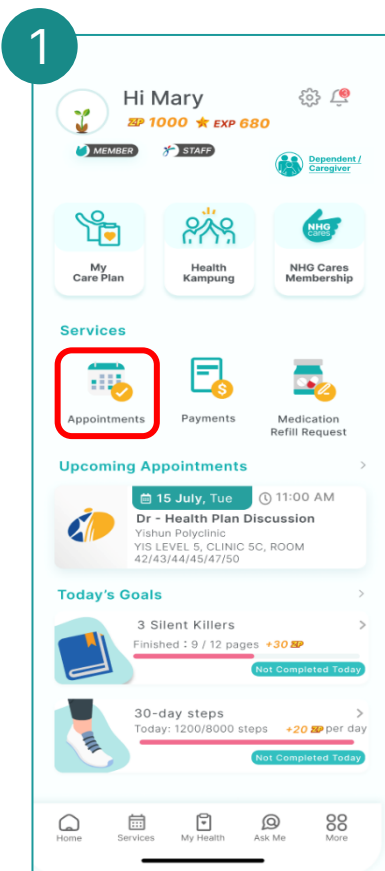 1
Hi Mary
3
1000 EXP 680
MEMBER STAFF
Dependent /
Caregiver
NHG
cares
My
Care Plan
Health
Kampung
NHG Cares
Membership
Services
Appointments
Payments
Medication
Refill Request
Upcoming Appointments
15 July, Tue 11:00 AM
Dr - Health Plan Discussion
Yishun Polyclinic
YIS LEVEL 5, CLINIC 5C, ROOM
42/43/44/45/47/50
Today's Goals
3 Silent Killers
Finished : 9 / 12 pages +30
Not Completed Today
30-day steps
Today: 1200/8000 steps +20 per day
Not Completed Today
Home Services My Health Ask Me More